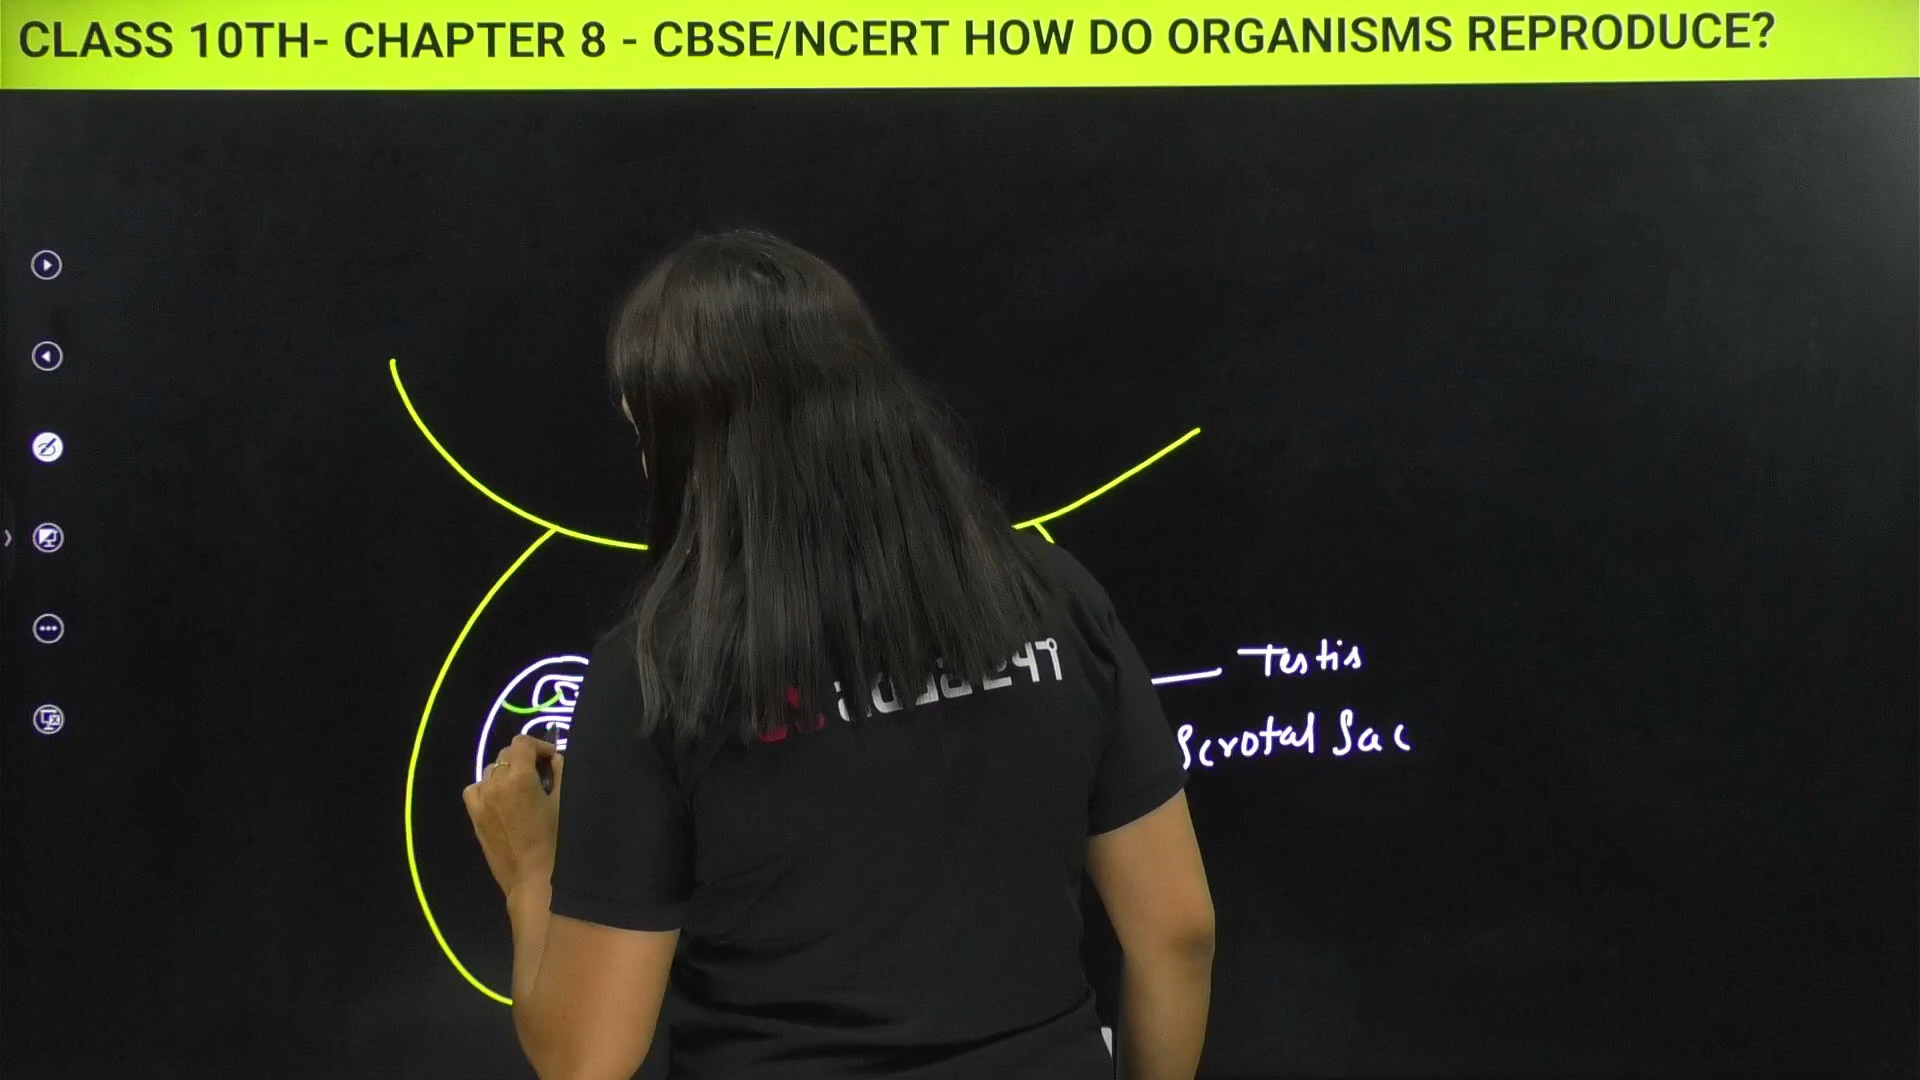 CLASS 10TH- CHAPTER 8 - CBSE/NCERT HOW DO ORGANISMS REPRODUCE?
Testis
Scrotal Sac